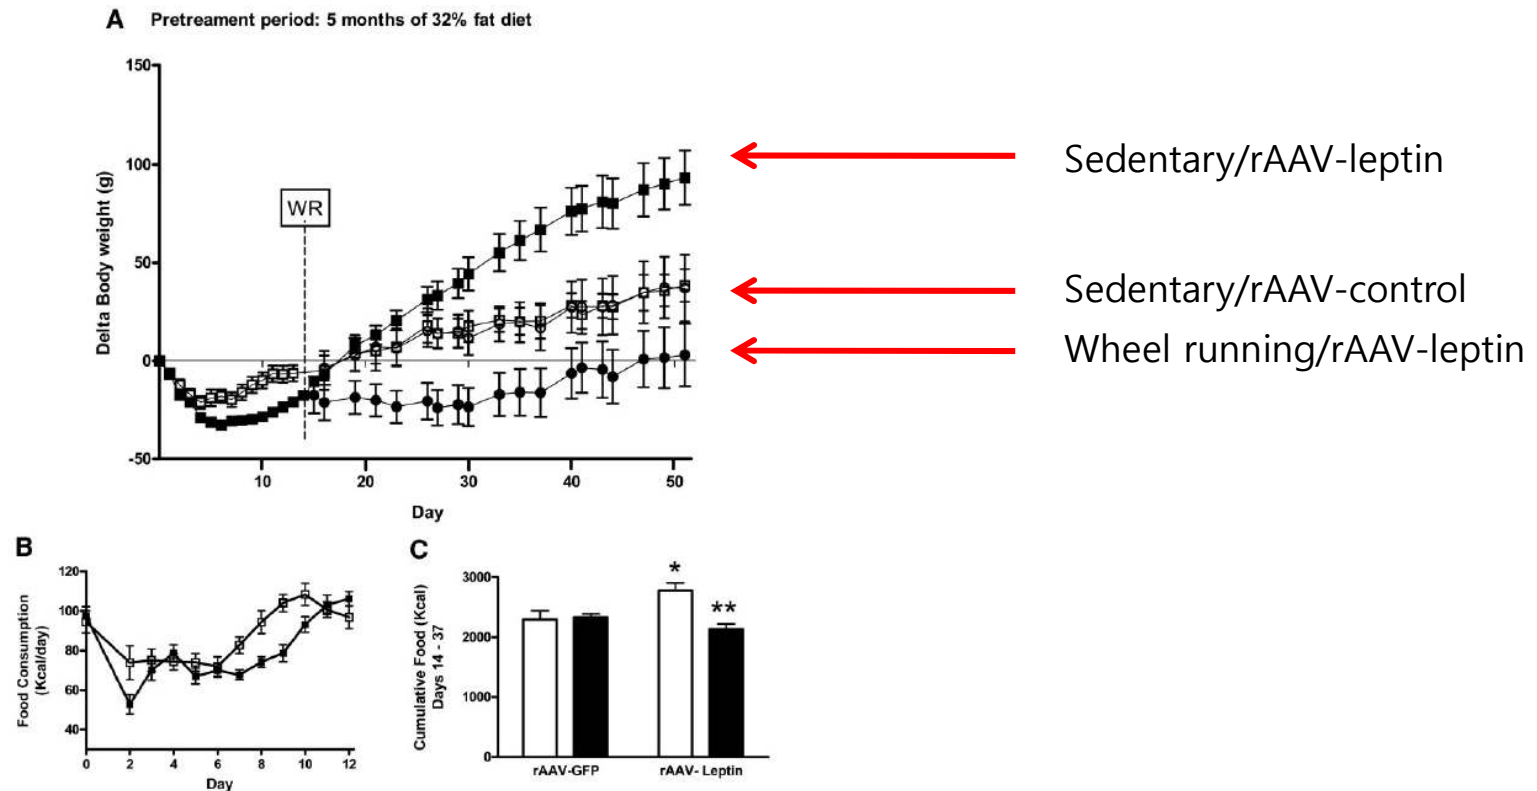 A Pretreament period: 5 months of 32% fat diet
150
100
50
0
-50
Delta Body weight (g)
WR
10 20 30 40 50
Day
Sedentary/rAAV-leptin
Sedentary/rAAV-control
Wheel running/rAAV-leptin
B
120
100
80
60
40
Food Consumption
(Kcal/day)
0 2 4 6 8 10 12
Day
C
3000
2000
1000
0
Cumulative Food (Kcal)
Days 14 - 37
*
**
rAAV-GFP rAAV- Leptin